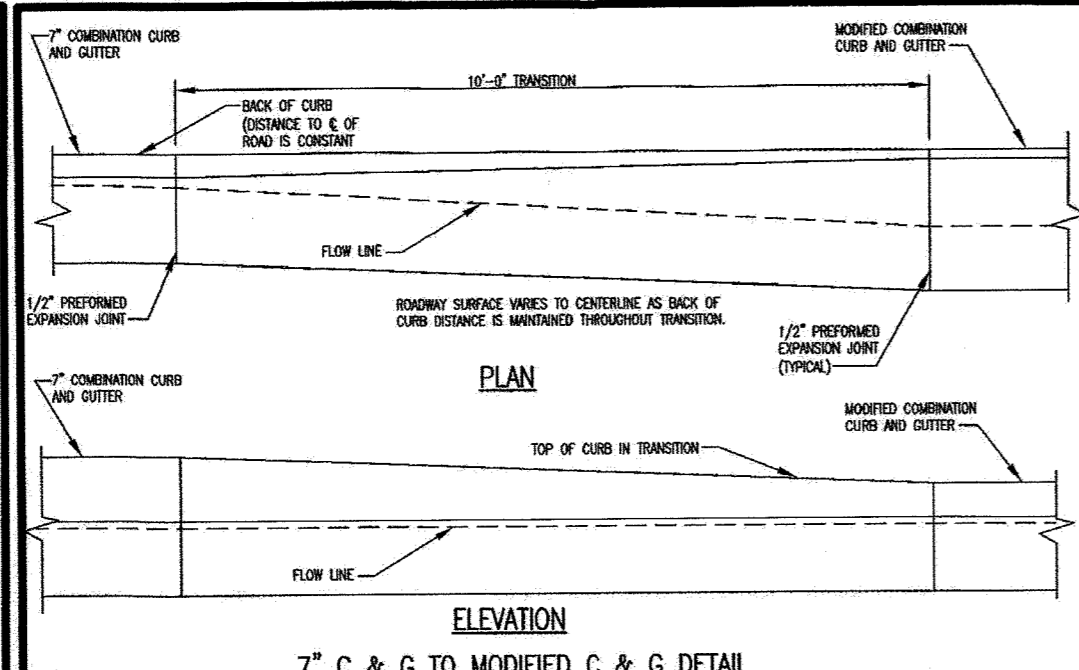 7" COMBINATION CURB
AND GUTTER
MODIFIED COMBINATION
CURB AND GUTTER
10'-0" TRANSITION
BACK OF CURB
(DISTANCE TO ℄ OF
ROAD IS CONSTANT
FLOW LINE
1/2" PREFORMED
EXPANSION JOINT
ROADWAY SURFACE VARIES TO CENTERLINE AS BACK OF
CURB DISTANCE IS MAINTAINED THROUGHOUT TRANSITION.
1/2" PREFORMED
EXPANSION JOINT
(TYPICAL)
PLAN
7" COMBINATION CURB
AND GUTTER
MODIFIED COMBINATION
CURB AND GUTTER
TOP OF CURB IN TRANSITION
FLOW LINE
ELEVATION
7" C & G TO MODIFIED C & G DETAIL